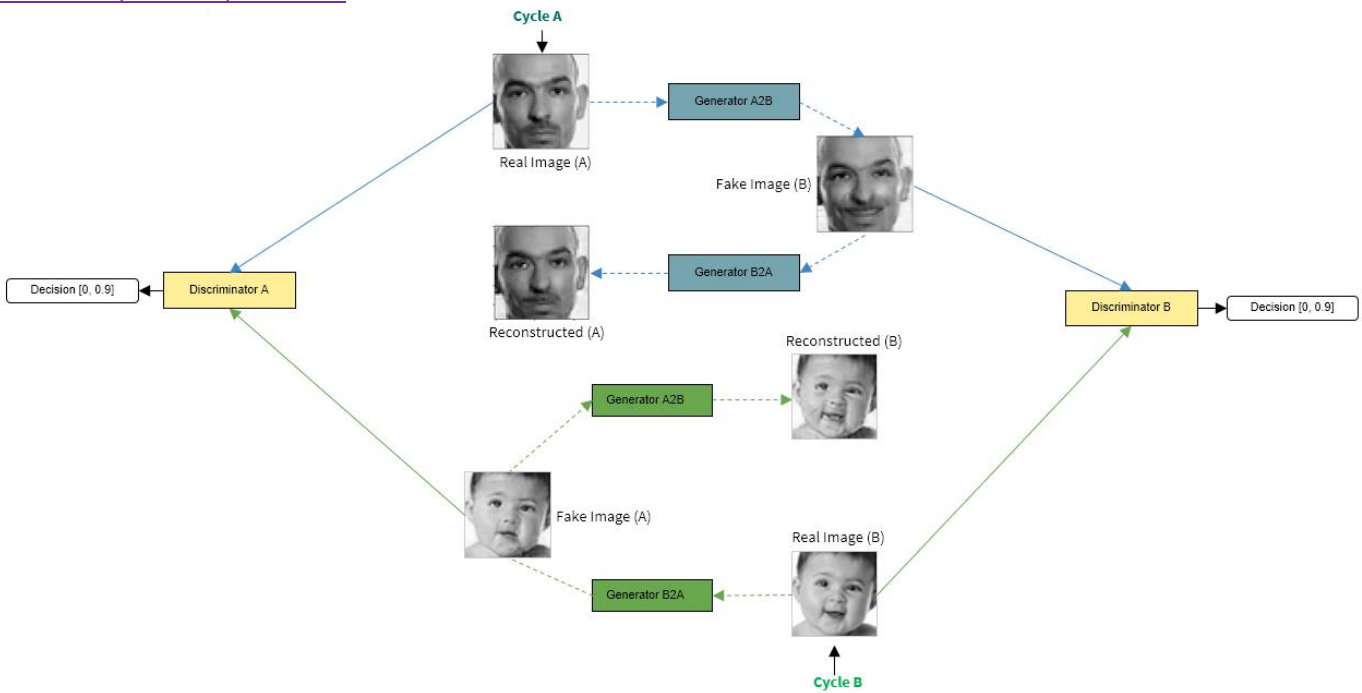 Cycle A
Generator A2B
Real Image (A)
Fake Image (B)
Generator B2A
Decision [0, 0.9]
Discriminator A
Discriminator B
Decision [0, 0.9]
Reconstructed (A)
Reconstructed (B)
Generator A2B
Fake Image (A)
Real Image (B)
Generator B2A
Cycle B